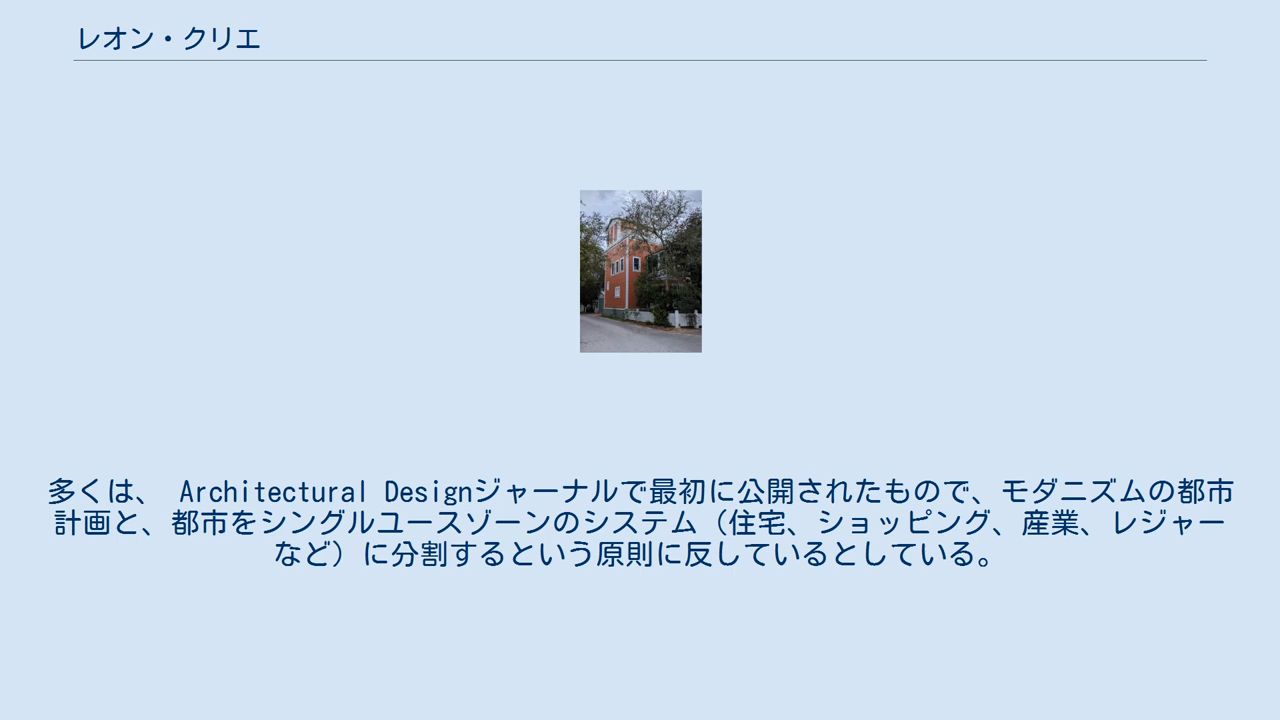 レオン・クリエ
多くは、 Architectural Designジャーナルで最初に公開されたもので、モダニズムの都市
計画と、都市をシングルユースゾーンのシステム（住宅、ショッピング、産業、レジャー
など）に分割するという原則に反しているとしている。